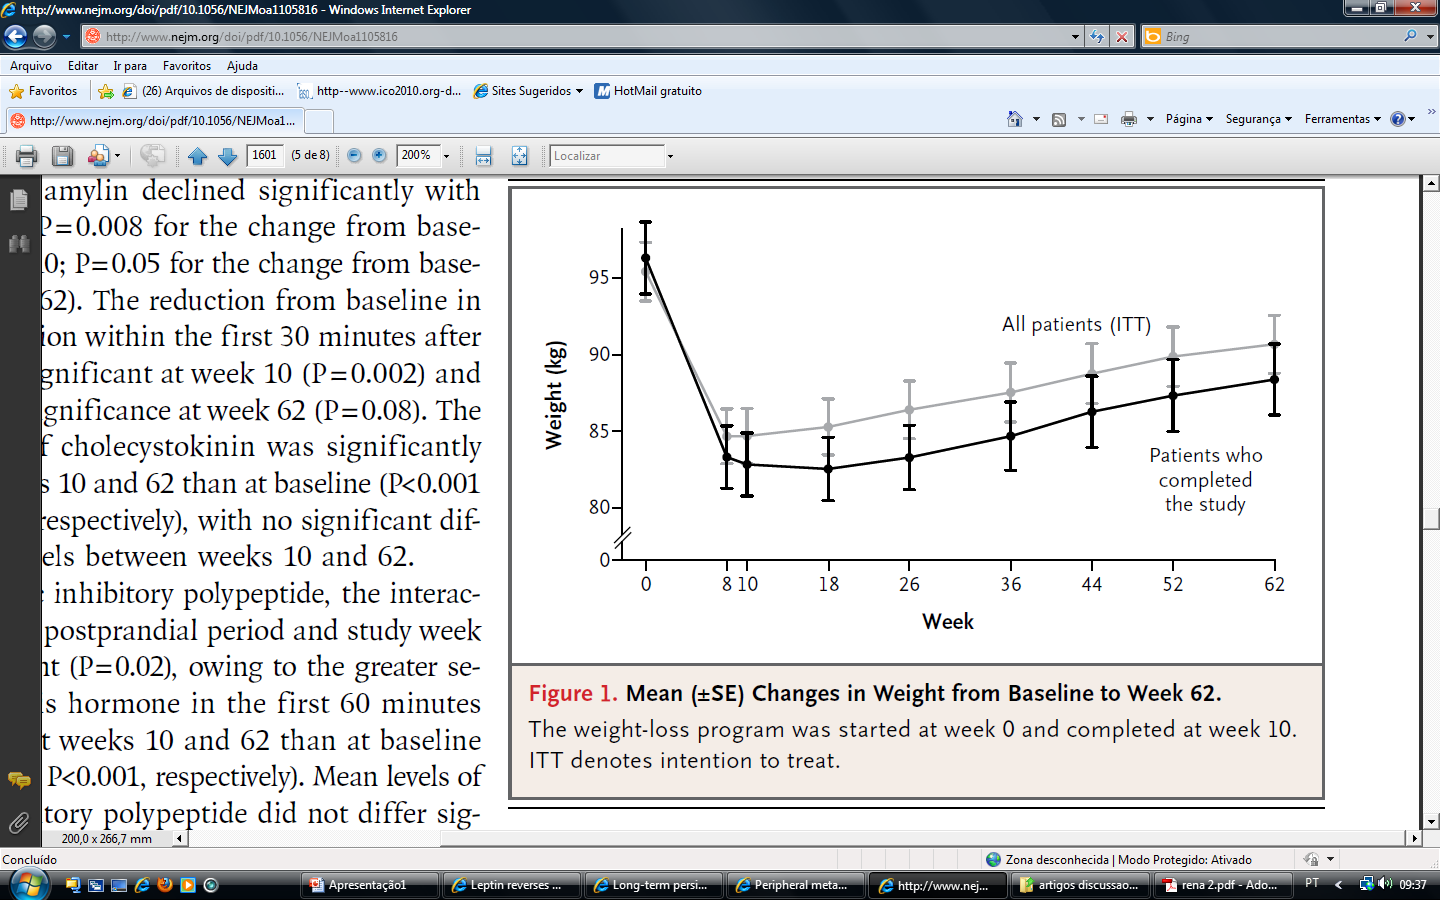 http://www.nejm.org/doi/pdf/10.1056/NEJMoa1105816 - Windows Internet Explorer
http://www.nejm.org/doi/pdf/10.1056/NEJMoa1105816
Bing
Arquivo Editar Ir para Favoritos Ajuda
Favoritos (26) Arquivos de dispositi... http--www.ico2010.org-d... Sites Sugeridos HotMail gratuito
http://www.nejm.org/doi/pdf/10.1056/NEJMoa1... Página Segurança Ferramentas
1601 (5 de 8) 200% Localizar
amylin declined significantly with
P=0.008 for the change from base-
0; P=0.05 for the change from base-
62). The reduction from baseline in
ion within the first 30 minutes after
gnificant at week 10 (P=0.002) and
gnificance at week 62 (P=0.08). The
f cholecystokinin was significantly
s 10 and 62 than at baseline (P<0.001
respectively), with no significant dif-
els between weeks 10 and 62.
inhibitory polypeptide, the interac-
postprandial period and study week
nt (P=0.02), owing to the greater se-
is hormone in the first 60 minutes
t weeks 10 and 62 than at baseline
P<0.001, respectively). Mean levels of
tory polypeptide did not differ sig-
Weight (kg)
95
90
85
80
0
All patients (ITT)
Patients who
completed
the study
0 8 10 18 26 36 44 52 62
Week
Figure 1. Mean (±SE) Changes in Weight from Baseline to Week 62.
The weight-loss program was started at week 0 and completed at week 10.
ITT denotes intention to treat.
200,0 x 266,7 mm
Concluído Zona desconhecida | Modo Protegido: Ativado
Apresentação1 Leptin reverses ... Long-term persi... Peripheral meta... http://www.nej... artigos discussao... rena 2.pdf - Ado... PT 09:37